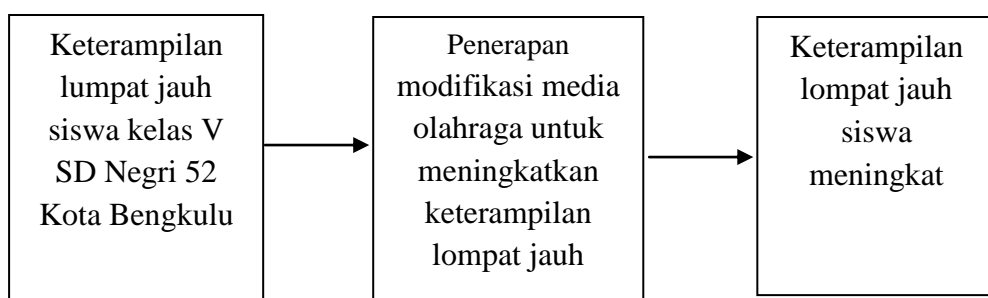 Keterampilan
lumpat jauh
siswa kelas V
SD Negri 52
Kota Bengkulu
Penerapan
modifikasi media
olahraga untuk
meningkatkan
keterampilan
lompat jauh
Keterampilan
lompat jauh
siswa
meningkat